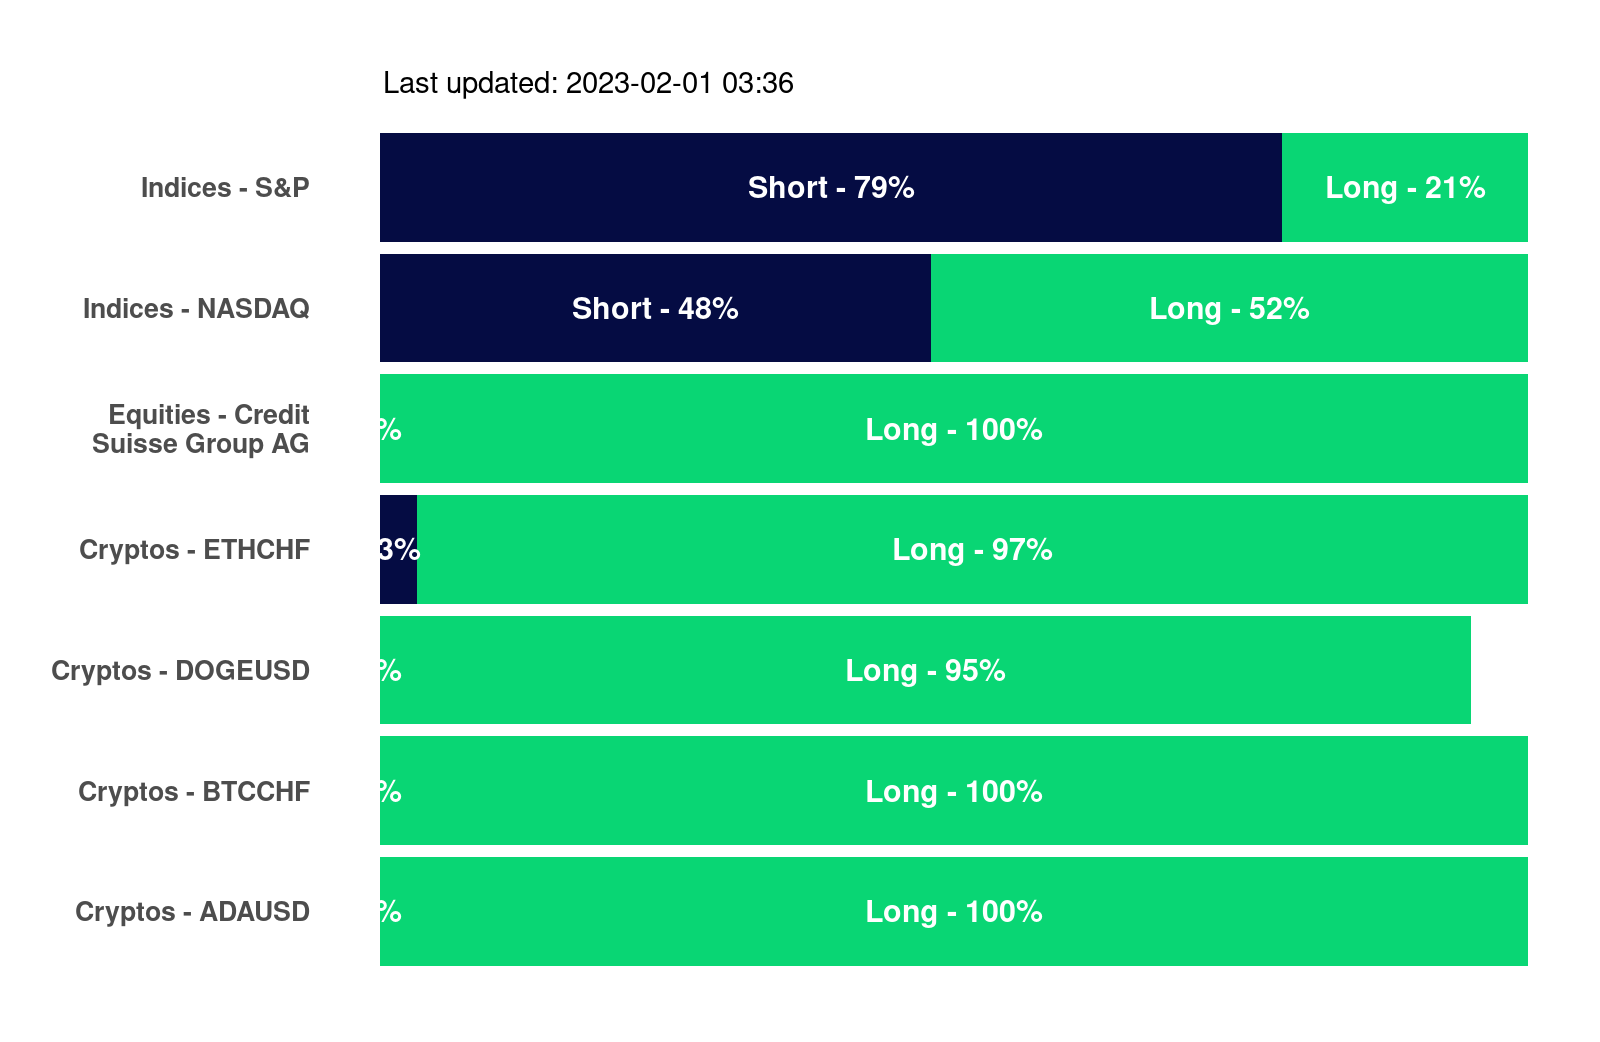 Last updated: 2023-02-01 03:36
Indices - S&P
Short - 79%
Long - 21%
Indices - NASDAQ
Short - 48%
Long - 52%
Equities - Credit
Suisse Group AG
%
Long - 100%
Cryptos - ETHCHF
3%
Long - 97%
Cryptos - DOGEUSD
%
Long - 95%
Cryptos - BTCCHF
%
Long - 100%
Cryptos - ADAUSD
%
Long - 100%